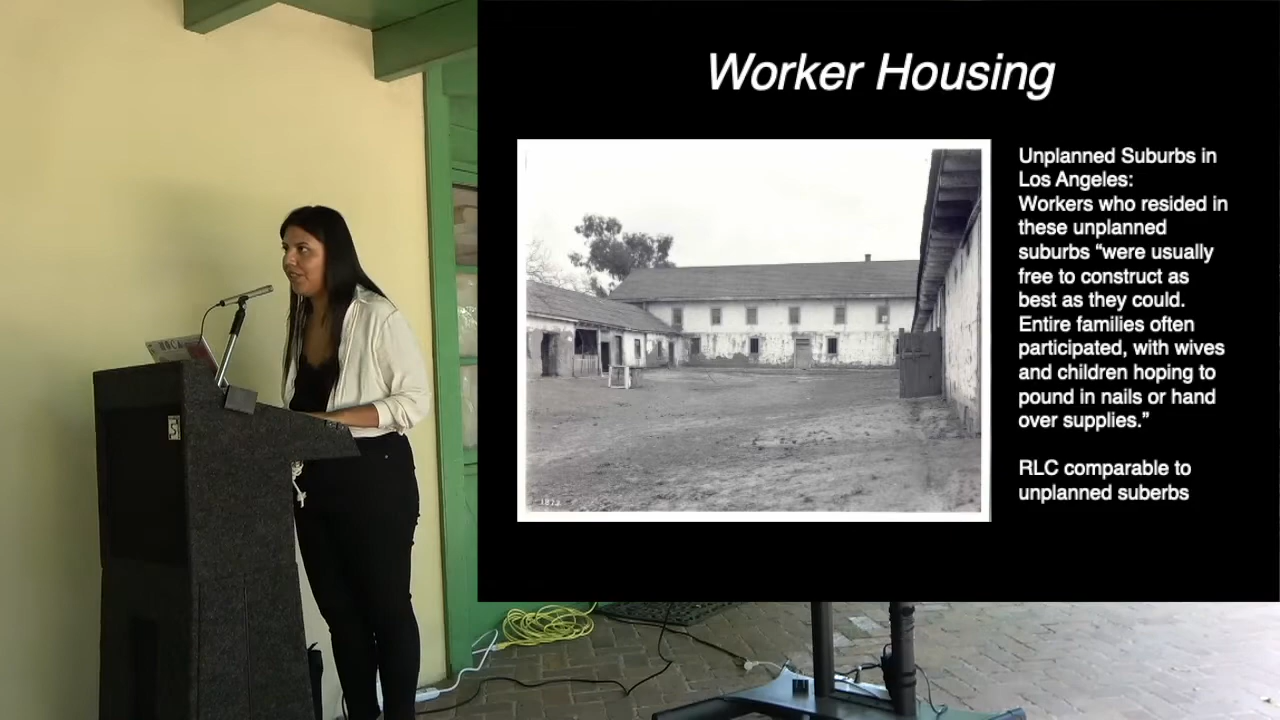 Worker Housing
Unplanned Suburbs in
Los Angeles:
Workers who resided in
these unplanned
suburbs “were usually
free to construct as
best as they could.
Entire families often
participated, with wives
and children hoping to
pound in nails or hand
over supplies.”
RLC comparable to
unplanned suberbs